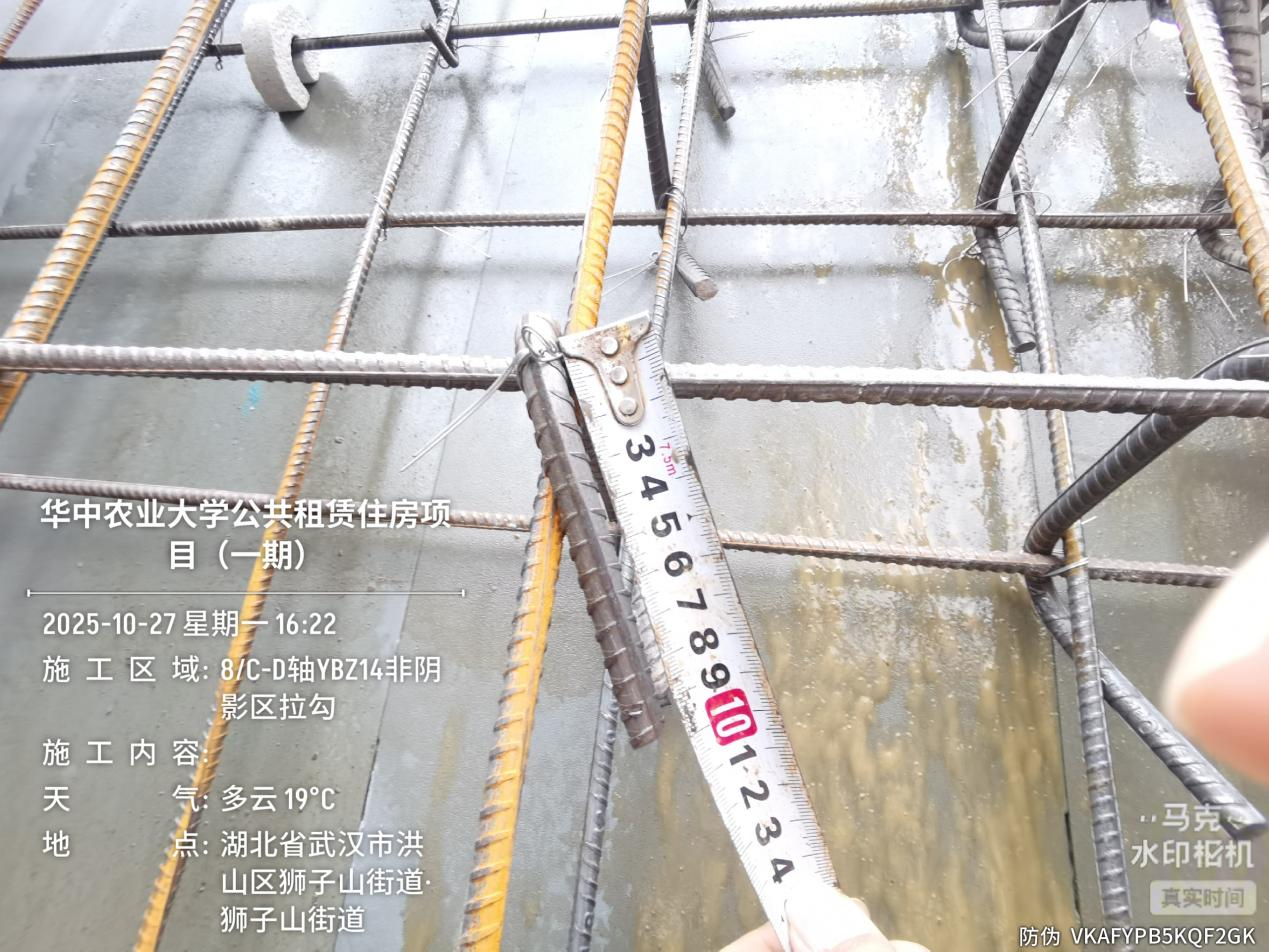 7.5m
3
4
5
6
7
8
9
10
1
2
3
4
华中农业大学公共租赁住房项
目（一期）
2025-10-27 星期一 16:22
施工区域: 8/C-D轴YBZ14非阴
影区拉勾
施工内容:
天气: 多云 19°C
地点: 湖北省武汉市洪
山区狮子山街道·
狮子山街道
马克
水印相机
真实时间
防伪 VKAFYPB5KQF2GK